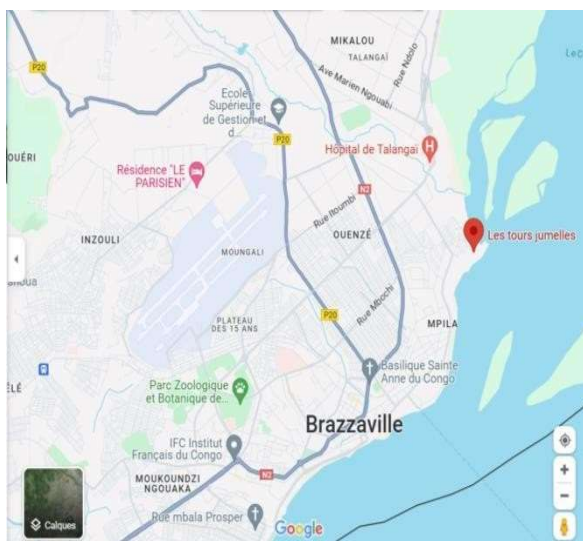 MIKALOU
TALANGAÏ
Rue Ndolo
Ave Marien Ngouabi
P20
Ecole
Supérieure
de Gestion et
d...
P20
Hôpital de Talangaï
H
OUÉRI
Résidence "LE
PARISIEN"
N2
Rue Itoumbi
INZOULI
MOUNGALI
OUENZÉ
Les tours jumelles
PLATEAU
DES 15 ANS
P20
Rue Mbochi
MPILA
ÉLÉ
Basilique Sainte
Anne du Congo
Parc Zoologique
et Botanique de...
Brazzaville
IFC Institut
Français du Congo
N2
MOUKOUNDZI
NGOUAKA
Calques
Rue mbala Prosper
Google